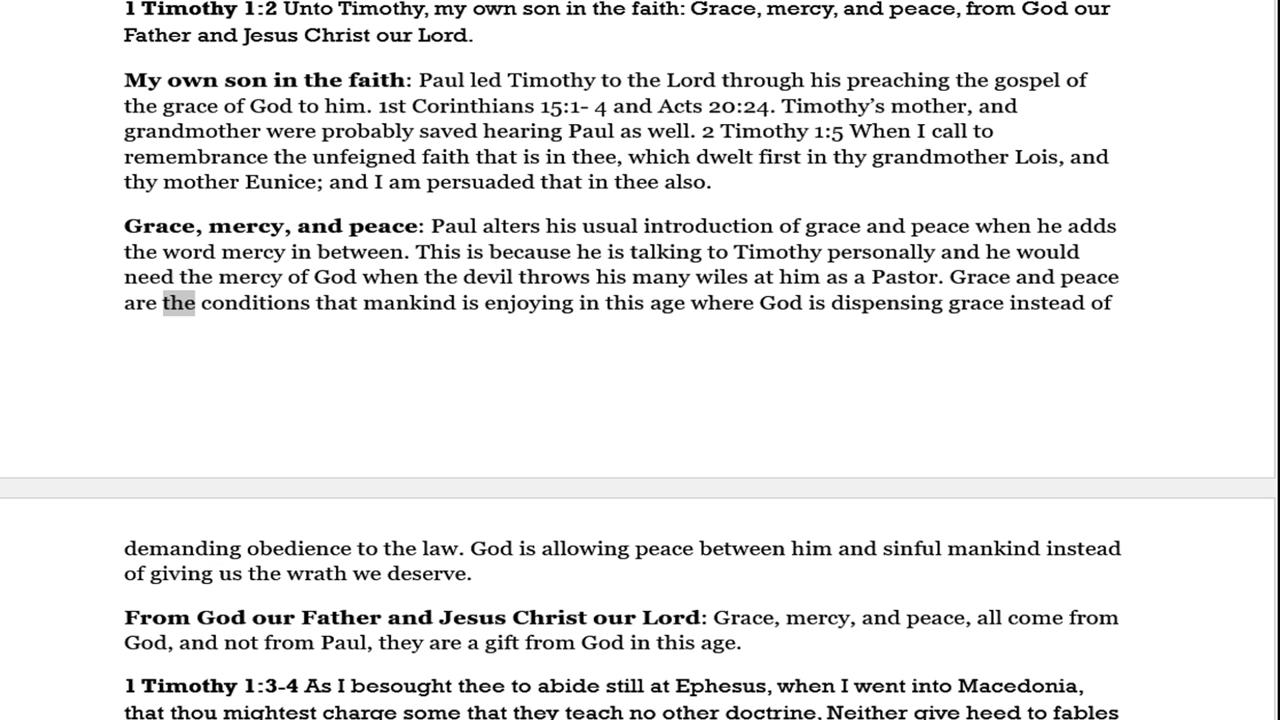 1 Timothy 1:2 Unto Timothy, my own son in the faith: Grace, mercy, and peace, from God our
Father and Jesus Christ our Lord.
My own son in the faith: Paul led Timothy to the Lord through his preaching the gospel of
the grace of God to him. 1st Corinthians 15:1- 4 and Acts 20:24. Timothy’s mother, and
grandmother were probably saved hearing Paul as well. 2 Timothy 1:5 When I call to
remembrance the unfeigned faith that is in thee, which dwelt first in thy grandmother Lois, and
thy mother Eunice; and I am persuaded that in thee also.
Grace, mercy, and peace: Paul alters his usual introduction of grace and peace when he adds
the word mercy in between. This is because he is talking to Timothy personally and he would
need the mercy of God when the devil throws his many wiles at him as a Pastor. Grace and peace
are the conditions that mankind is enjoying in this age where God is dispensing grace instead of
demanding obedience to the law. God is allowing peace between him and sinful mankind instead
of giving us the wrath we deserve.
From God our Father and Jesus Christ our Lord: Grace, mercy, and peace, all come from
God, and not from Paul, they are a gift from God in this age.
1 Timothy 1:3-4 As I besought thee to abide still at Ephesus, when I went into Macedonia,
that thou mightest charge some that they teach no other doctrine, Neither give heed to fables